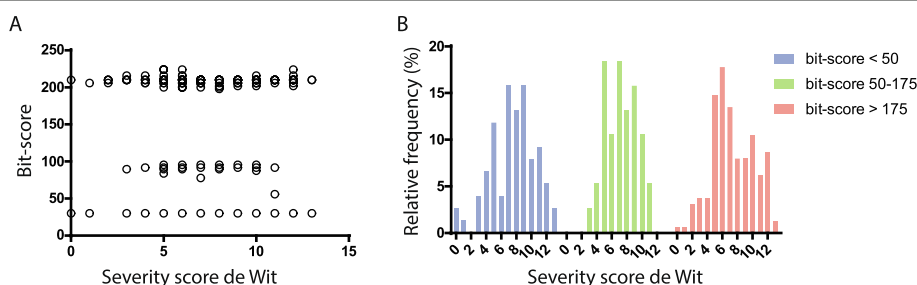 A
B
Bit-score
250
200
150
100
50
0
0
5
10
15
Severity score de Wit
Relative frequency (%)
20
15
10
5
0
0 2 4 6 8 10 12 0 2 4 6 8 10 12 0 2 4 6 8 10 12
Severity score de Wit
bit-score < 50
bit-score 50-175
bit-score > 175